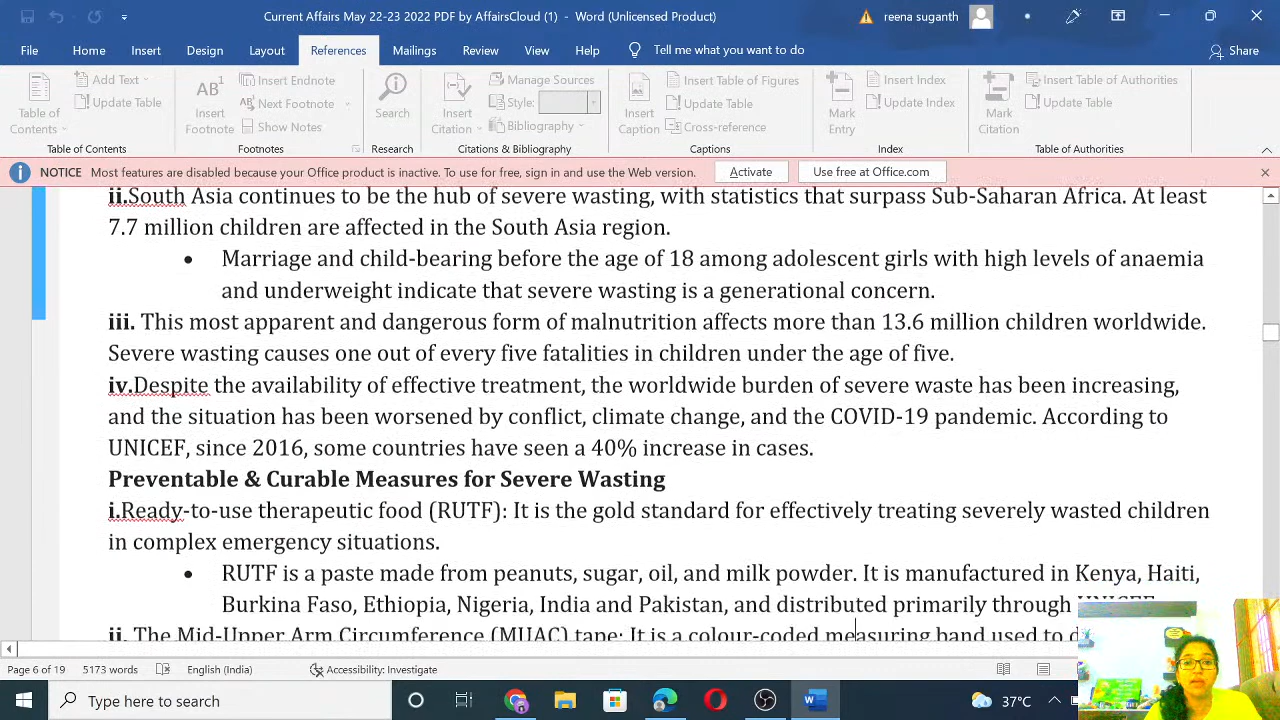 Current Affairs May 22-23 2022 PDF by AffairsCloud (1) - Word (Unlicensed Product)
reena suganth
File Home Insert Design Layout References Mailings Review View Help Tell me what you want to do Share
Table of Contents
Add Text
Update Table
Table of Contents
AB1 Insert Footnote
Insert Endnote
AB1 Next Footnote
Show Notes
Footnotes
Search
Research
Insert Citation
Manage Sources
Style:
Bibliography
Citations & Bibliography
Insert Caption
Insert Table of Figures
Update Table
Cross-reference
Captions
Mark Entry
Insert Index
Update Index
Index
Mark Citation
Insert Table of Authorities
Update Table
Table of Authorities
NOTICE Most features are disabled because your Office product is inactive. To use for free, sign in and use the Web version. Activate Use free at Office.com
ii.South Asia continues to be the hub of severe wasting, with statistics that surpass Sub-Saharan Africa. At least
7.7 million children are affected in the South Asia region.
• Marriage and child-bearing before the age of 18 among adolescent girls with high levels of anaemia
and underweight indicate that severe wasting is a generational concern.
iii. This most apparent and dangerous form of malnutrition affects more than 13.6 million children worldwide.
Severe wasting causes one out of every five fatalities in children under the age of five.
iv.Despite the availability of effective treatment, the worldwide burden of severe waste has been increasing,
and the situation has been worsened by conflict, climate change, and the COVID-19 pandemic. According to
UNICEF, since 2016, some countries have seen a 40% increase in cases.
Preventable & Curable Measures for Severe Wasting
i.Ready-to-use therapeutic food (RUTF): It is the gold standard for effectively treating severely wasted children
in complex emergency situations.
• RUTF is a paste made from peanuts, sugar, oil, and milk powder. It is manufactured in Kenya, Haiti,
Burkina Faso, Ethiopia, Nigeria, India and Pakistan, and distributed primarily through UNICEF.
ii. The Mid-Upper Arm Circumference (MUAC) tape: It is a colour-coded measuring band used to
Page 6 of 19 5173 words English (India) Accessibility: Investigate
Type here to search
37°C